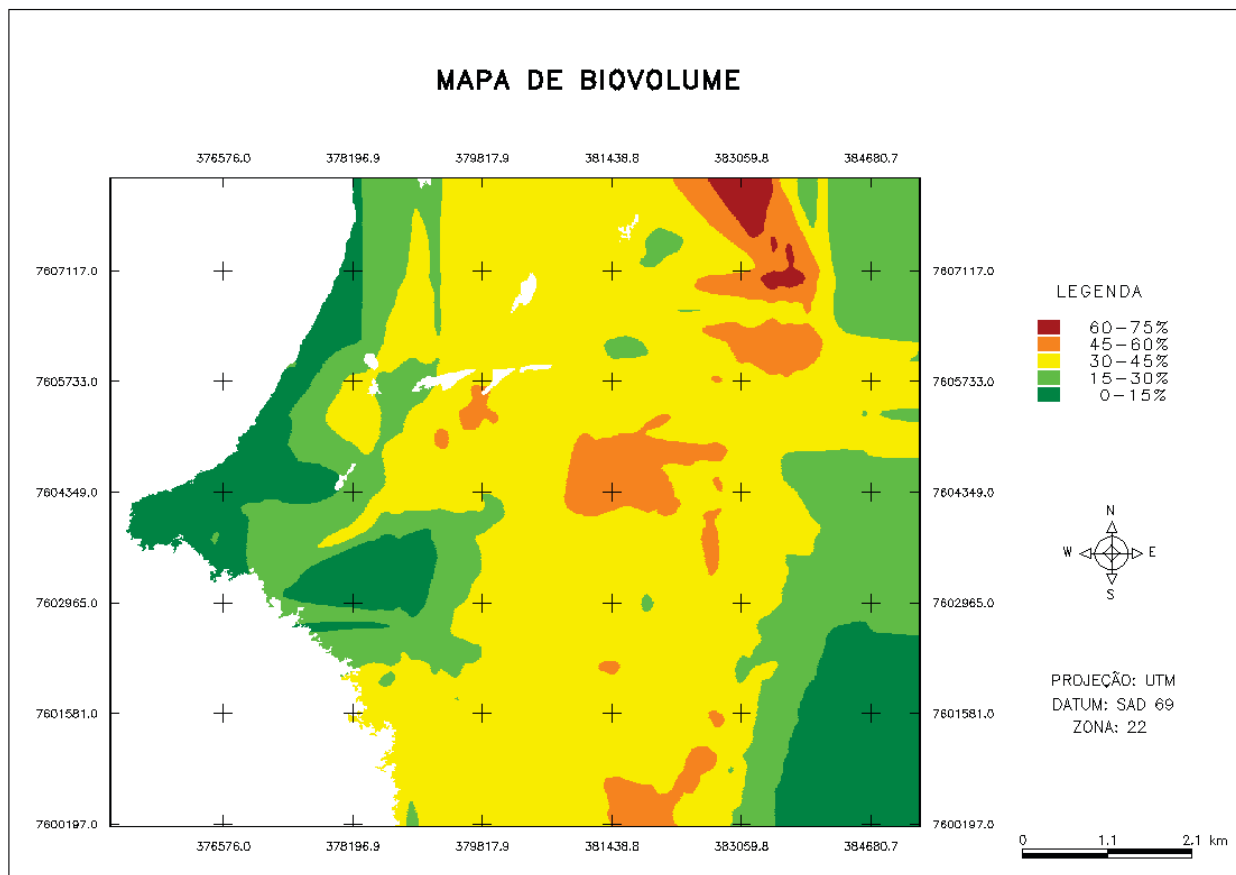 MAPA DE BIOVOLUME
376576.0 378196.9 379817.9 381438.8 383059.8 384680.7
7607117.0 7607117.0
LEGENDA
60-75%
45-60%
30-45%
15-30%
0-15%
7605733.0 7605733.0
7604349.0 7604349.0
N
W E
S
7602965.0 7602965.0
PROJEÇÃO: UTM
DATUM: SAD 69
ZONA: 22
7601581.0 7601581.0
7600197.0 7600197.0
0 1.1 2.1 km
376576.0 378196.9 379817.9 381438.8 383059.8 384680.7